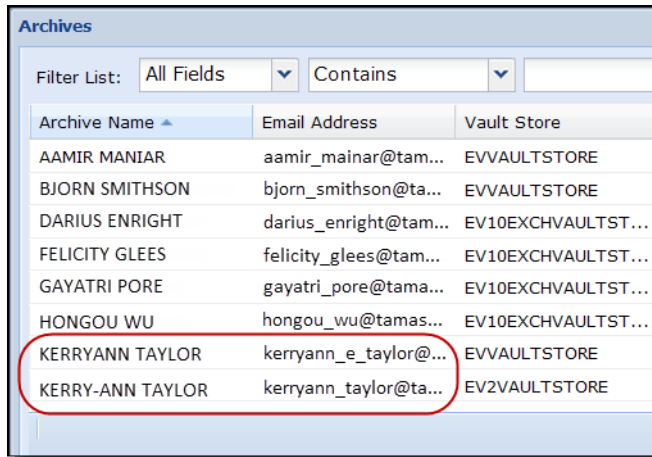 Archives
Filter List: All Fields Contains
Archive Name Email Address Vault Store
AAMIR MANIAR aamir_mainar@tam... EVVAULTSTORE
BJORN SMITHSON bjorn_smithson@ta... EVVAULTSTORE
DARIUS ENRIGHT darius_enright@tam... EV10EXCHVAULTST...
FELICITY GLEES felicity_glees@tam... EV10EXCHVAULTST...
GAYATRI PORE gayatri_pore@tama... EV10EXCHVAULTST...
HONGOU WU hongou_wu@tamas... EV10EXCHVAULTST...
KERRYANN TAYLOR kerryann_e_taylor@... EVVAULTSTORE
KERRY-ANN TAYLOR kerryann_taylor@ta... EV2VAULTSTORE